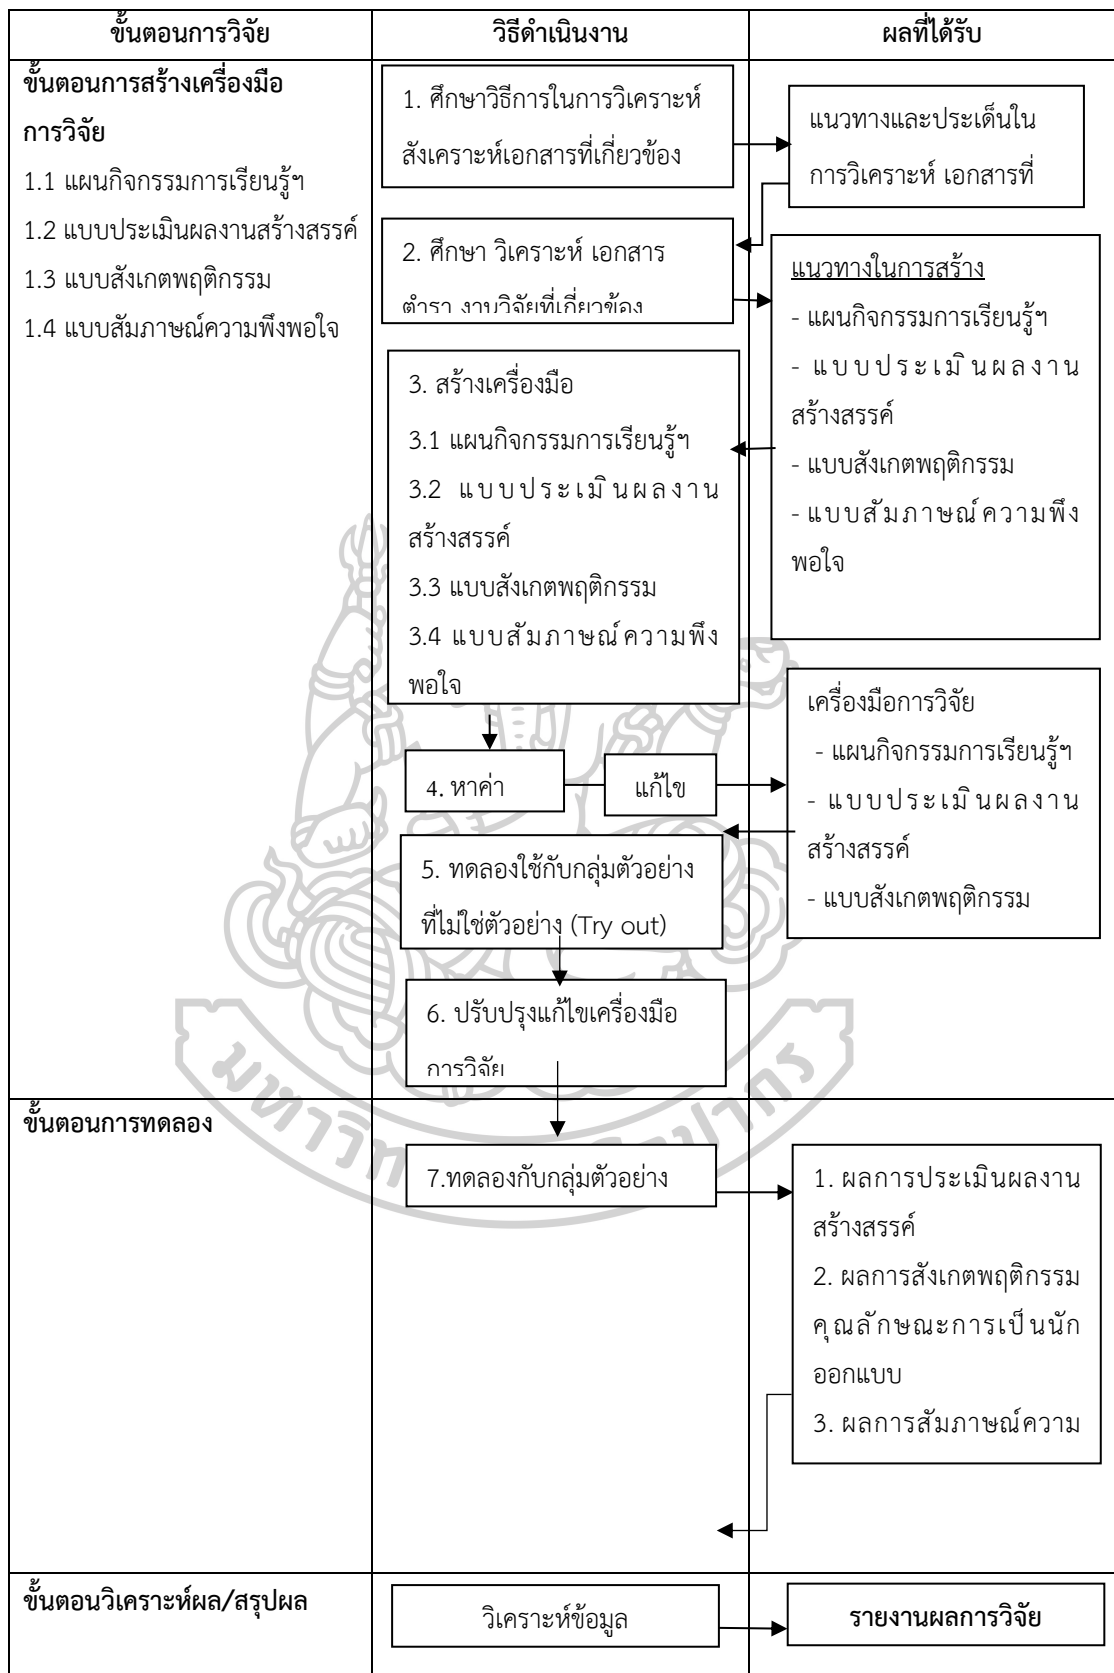 ขั้นตอนการวิจัย
วิธีดำเนินงาน
ผลที่ได้รับ
ขั้นตอนการสร้างเครื่องมือ
การวิจัย
1.1 แผนกิจกรรมการเรียนรู้ฯ
1.2 แบบประเมินผลงานสร้างสรรค์
1.3 แบบสังเกตพฤติกรรม
1.4 แบบสัมภาษณ์ความพึงพอใจ
1. ศึกษาวิธีการในการวิเคราะห์
สังเคราะห์เอกสารที่เกี่ยวข้อง
แนวทางและประเด็นใน
การวิเคราะห์ เอกสารที่
2. ศึกษา วิเคราะห์ เอกสาร
ตำรา งานวิจัยที่เกี่ยวข้อง
แนวทางในการสร้าง
- แผนกิจกรรมการเรียนรู้ฯ
- แบบประเมินผลงาน
สร้างสรรค์
- แบบสังเกตพฤติกรรม
- แบบสัมภาษณ์ความพึง
พอใจ
3. สร้างเครื่องมือ
3.1 แผนกิจกรรมการเรียนรู้ฯ
3.2 แบบประเมินผลงาน
สร้างสรรค์
3.3 แบบสังเกตพฤติกรรม
3.4 แบบสัมภาษณ์ความพึง
พอใจ
4. หาค่า
แก้ไข
เครื่องมือการวิจัย
- แผนกิจกรรมการเรียนรู้ฯ
- แบบประเมินผลงาน
สร้างสรรค์
- แบบสังเกตพฤติกรรม
5. ทดลองใช้กับกลุ่มตัวอย่าง
ที่ไม่ใช่ตัวอย่าง (Try out)
6. ปรับปรุงแก้ไขเครื่องมือ
การวิจัย
ขั้นตอนการทดลอง
7.ทดลองกับกลุ่มตัวอย่าง
1. ผลการประเมินผลงาน
สร้างสรรค์
2. ผลการสังเกตพฤติกรรม
คุณลักษณะการเป็นนัก
ออกแบบ
3. ผลการสัมภาษณ์ความ
ขั้นตอนวิเคราะห์ผล/สรุปผล
วิเคราะห์ข้อมูล
รายงานผลการวิจัย